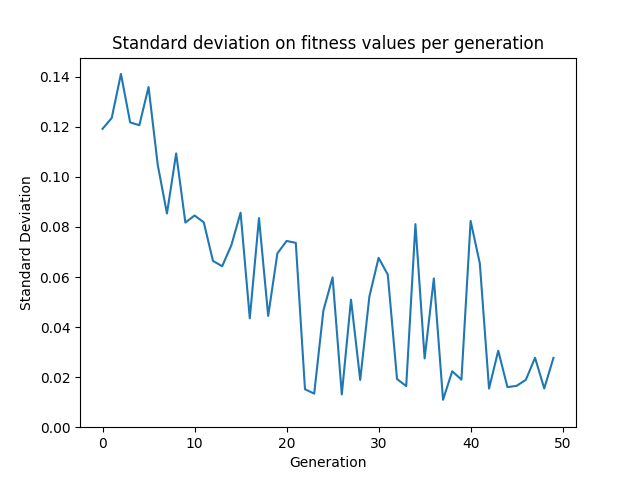 Standard deviation on fitness values per generation
0.14
0.12
0.10
0.08
0.06
0.04
0.02
0.00
Standard Deviation
0 10 20 30 40 50
Generation